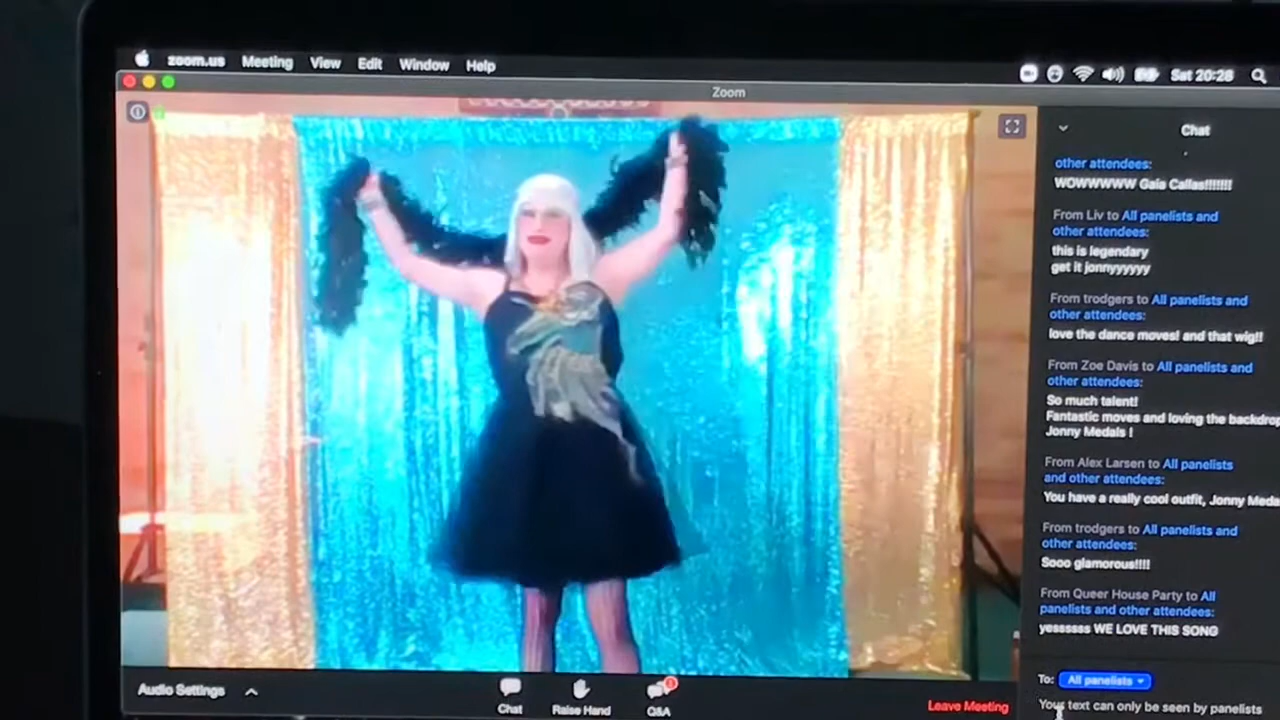 zoom.us Meeting View Edit Window Help
Sat 20:28
Zoom
Chat
other attendees:
WOWWWWW Gaia Callas!!!!!!!
From Liv to All panelists and
other attendees:
this is legendary
get it jonnyyyyyy
From trodgers to All panelists and
other attendees:
love the dance moves! and that wig!!
From Zoe Davis to All panelists and
other attendees:
So much talent!
Fantastic moves and loving the backdrop
Jonny Medals !
From Alex Larsen to All panelists
and other attendees:
You have a really cool outfit, Jonny Meda
From trodgers to All panelists and
other attendees:
Sooo glamorous!!!!
From Queer House Party to All
panelists and other attendees:
yessssss WE LOVE THIS SONG
To: All panelists
Your text can only be seen by panelists
Audio Settings
Chat
Raise Hand
Q&A
Leave Meeting